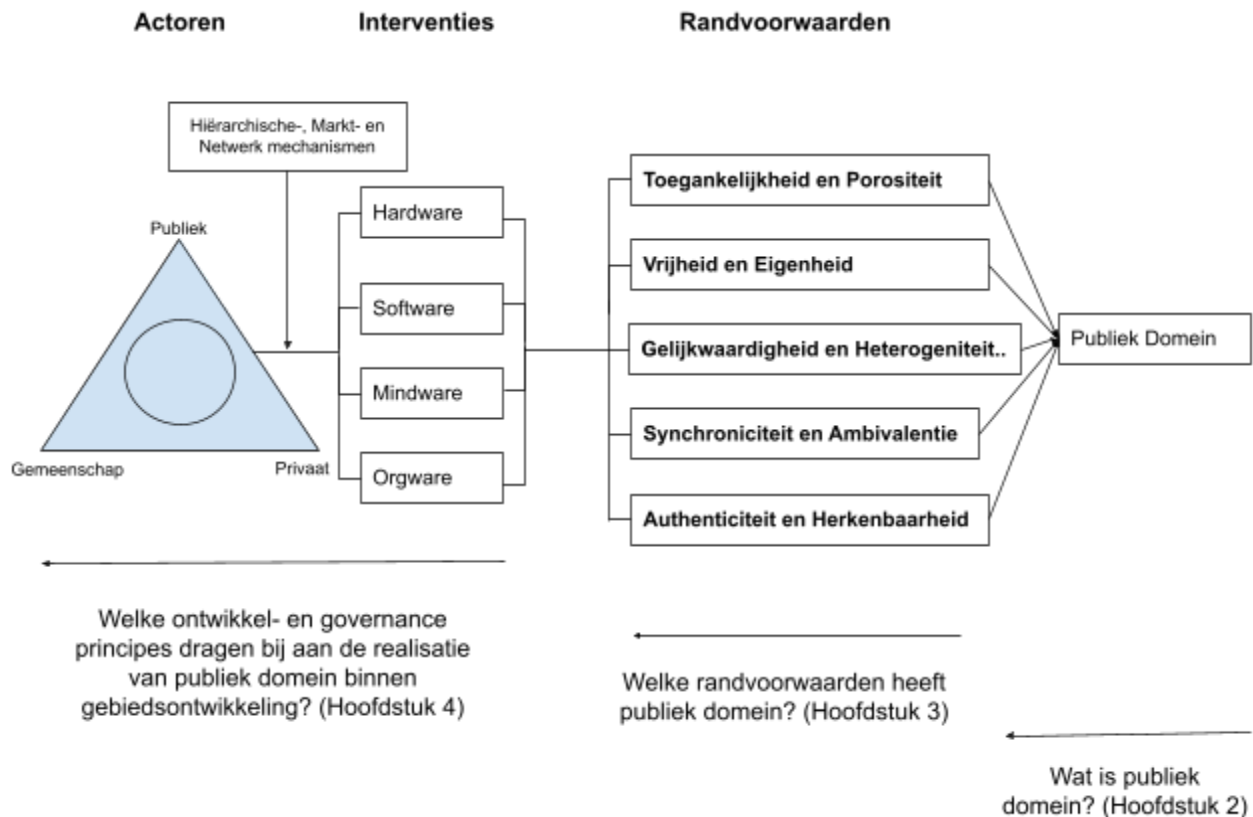 Actoren
Interventies
Randvoorwaarden
Hiërarchische-, Markt- en
Netwerk mechismen
Publiek
Gemeenschap
Privaat
Hardware
Software
Mindware
Orgware
Toegankelijkheid en Porositeit
Vrijheid en Eigenheid
Gelijkwaardigheid en Heterogeniteit..
Synchroniciteit en Ambivalentie
Authenticiteit en Herkenbaarheid
Publiek Domein
Welke ontwikkel- en governance
principes dragen bij aan de realisatie
van publiek domein binnen
gebiedsontwikkeling? (Hoofdstuk 4)
Welke randvoorwaarden heeft
publiek domein? (Hoofdstuk 3)
Wat is publiek
domein? (Hoofdstuk 2)